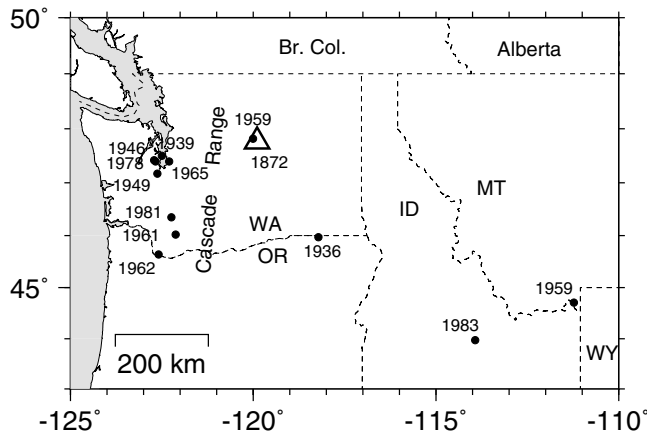 50°
Br. Col.
Alberta
1959
1946
939
Range
1872
1978
1965
MT
1949
ID
1981
WA
Cascade
1961
OR
1936
1962
45°
1959
1983
WY
200 km
-125°
-120°
-115°
-110°